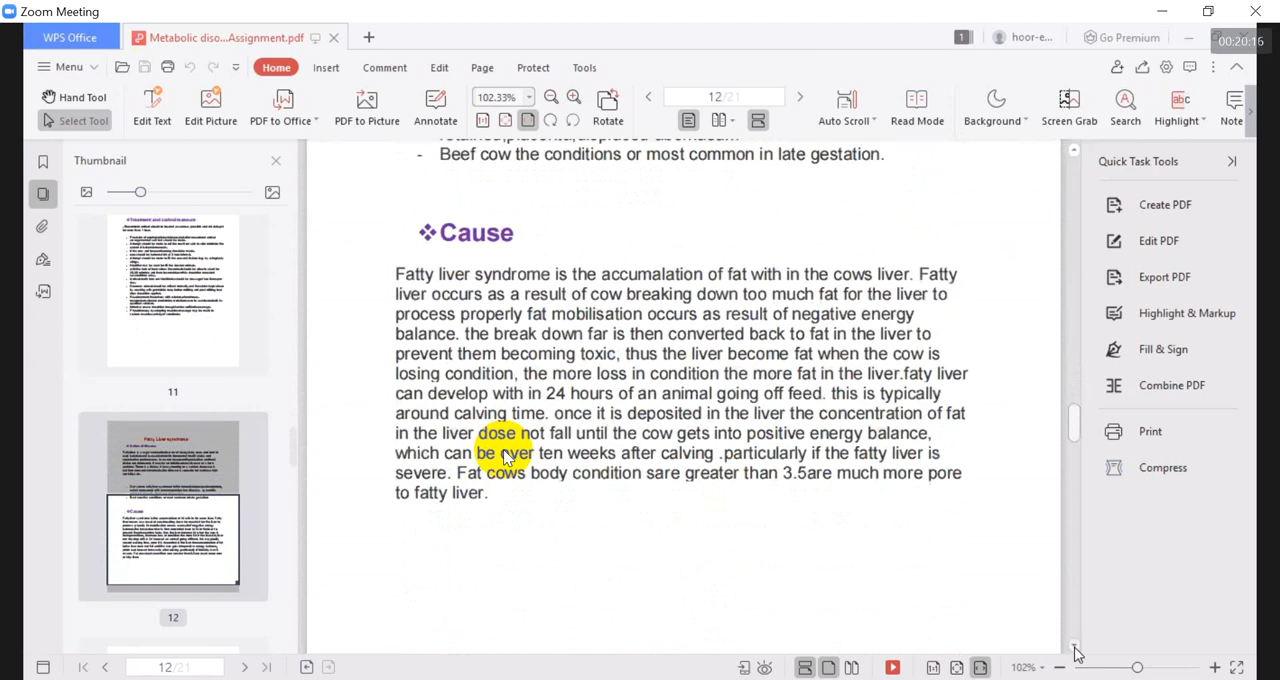 Zoom Meeting
WPS Office
Metabolic diso...Assignment.pdf
1
hoor-e...
Go Premium
00:20:16
Menu
Home
Insert
Comment
Edit
Page
Protect
Tools
Hand Tool
Select Tool
Edit Text
Edit Picture
PDF to Office
PDF to Picture
Annotate
102.33%
Rotate
12/21
Auto Scroll
Read Mode
Background
Screen Grab
Search
Highlight
Note
Thumbnail
11
12
- Beef cow the conditions or most common in late gestation.
❖Cause
Fatty liver syndrome is the accumalation of fat with in the cows liver. Fatty
liver occurs as a result of cow breaking down too much fat for the liver to
process properly fat mobilisation occurs as result of negative energy
balance. the break down far is then converted back to fat in the liver to
prevent them becoming toxic, thus the liver become fat when the cow is
losing condition, the more loss in condition the more fat in the liver.faty liver
can develop with in 24 hours of an animal going off feed. this is typically
around calving time. once it is deposited in the liver the concentration of fat
in the liver dose not fall until the cow gets into positive energy balance,
which can be over ten weeks after calving .particularly if the fatty liver is
severe. Fat cows body condition sare greater than 3.5are much more pore
to fatty liver.
Quick Task Tools
Create PDF
Edit PDF
Export PDF
Highlight & Markup
Fill & Sign
Combine PDF
Print
Compress
12/21
102%